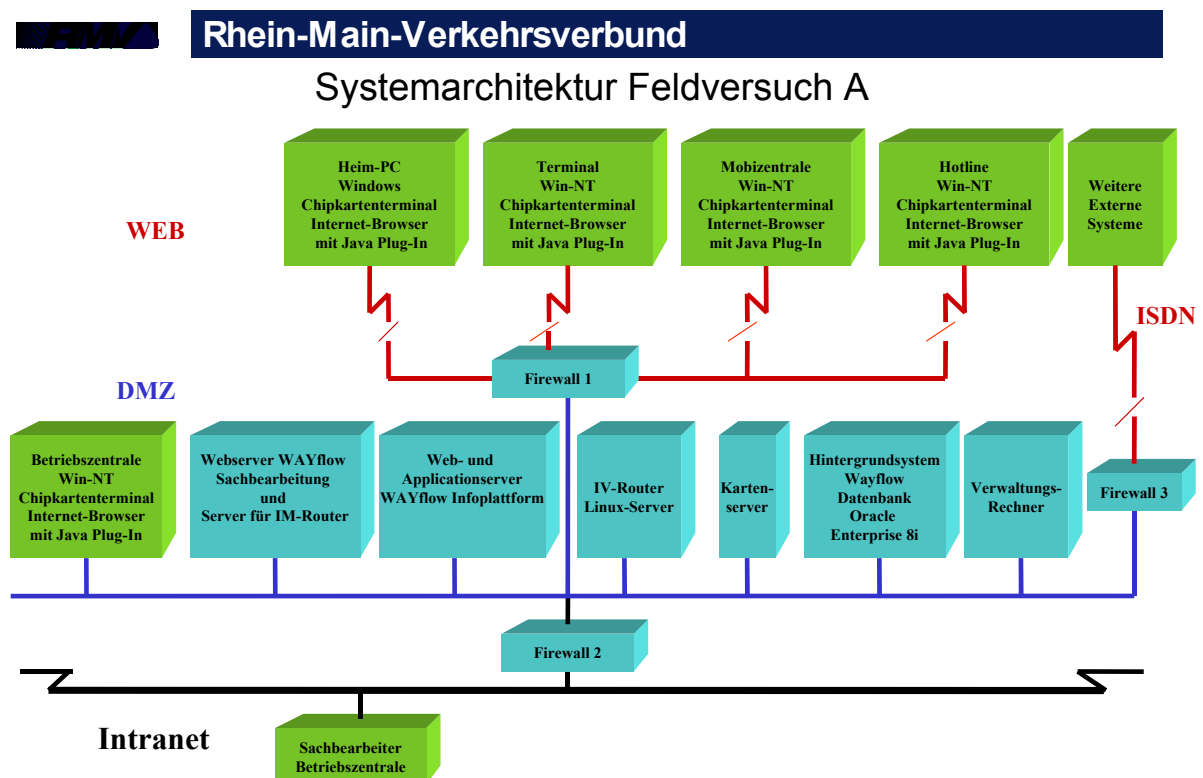 RMV
Rhein-Main-Verkehrsverbund
Systemarchitektur Feldversuch A
WEB
Heim-PC
Windows
Chipkartenterminal
Internet-Browser
mit Java Plug-In
Terminal
Win-NT
Chipkartenterminal
Internet-Browser
mit Java Plug-In
Mobizentrale
Win-NT
Chipkartenterminal
Internet-Browser
mit Java Plug-In
Hotline
Win-NT
Chipkartenterminal
Internet-Browser
mit Java Plug-In
Weitere
Externe
Systeme
ISDN
Firewall 1
DMZ
Betriebszentrale
Win-NT
Chipkartenterminal
Internet-Browser
mit Java Plug-In
Webserver WAYflow
Sachbearbeitung
und
Server für IM-Router
Web- und
Applicationserver
WAYflow Infoplattform
IV-Router
Linux-Server
Karten-
server
Hintergrundsystem
Wayflow
Datenbank
Oracle
Enterprise 8i
Verwaltungs-
Rechner
Firewall 3
Firewall 2
Intranet
Sachbearbeiter
Betriebszentrale